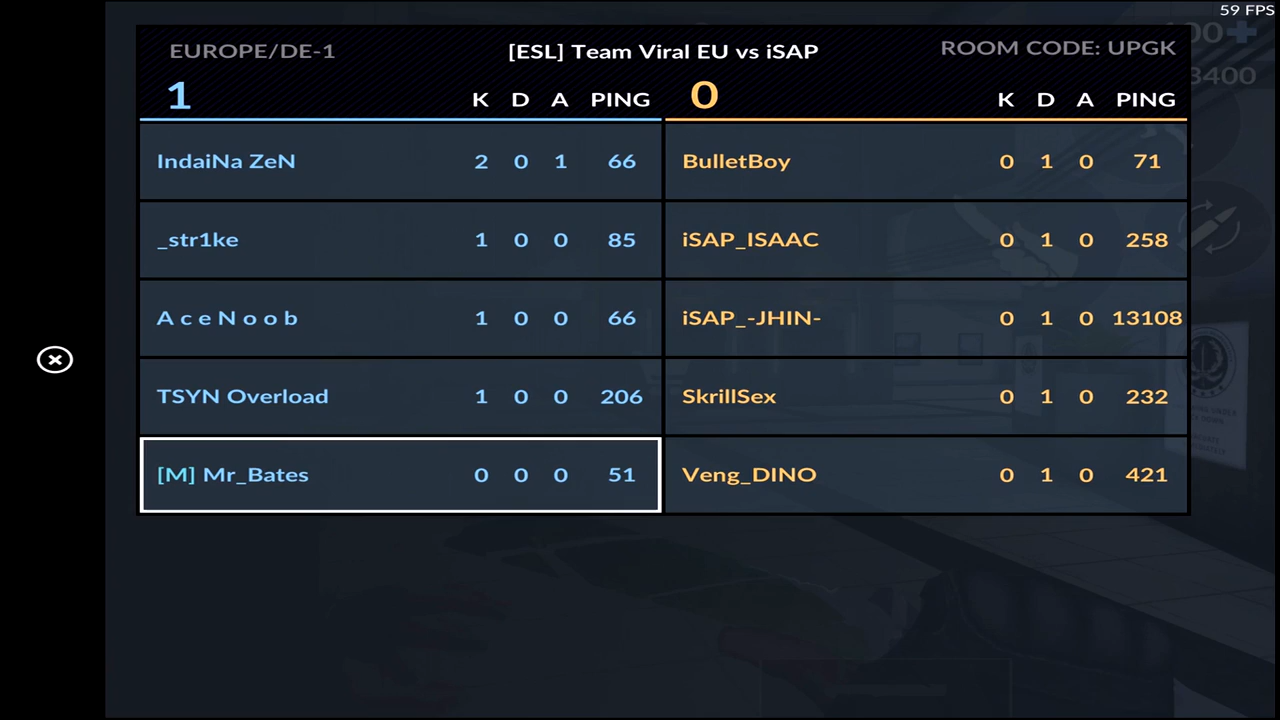 59 FPS
EUROPE/DE-1 [ESL] Team Viral EU vs iSAP ROOM CODE: UPGK
1 K D A PING 0 K D A PING
3400
IndaiNa ZeN 2 0 1 66 BulletBoy 0 1 0 71
_str1ke 1 0 0 85 iSAP_ISAAC 0 1 0 258
A c e N o o b 1 0 0 66 iSAP_-JHIN- 0 1 0 13108
TSYN Overload 1 0 0 206 SkrillSex 0 1 0 232
[M] Mr_Bates 0 0 0 51 Veng_DINO 0 1 0 421